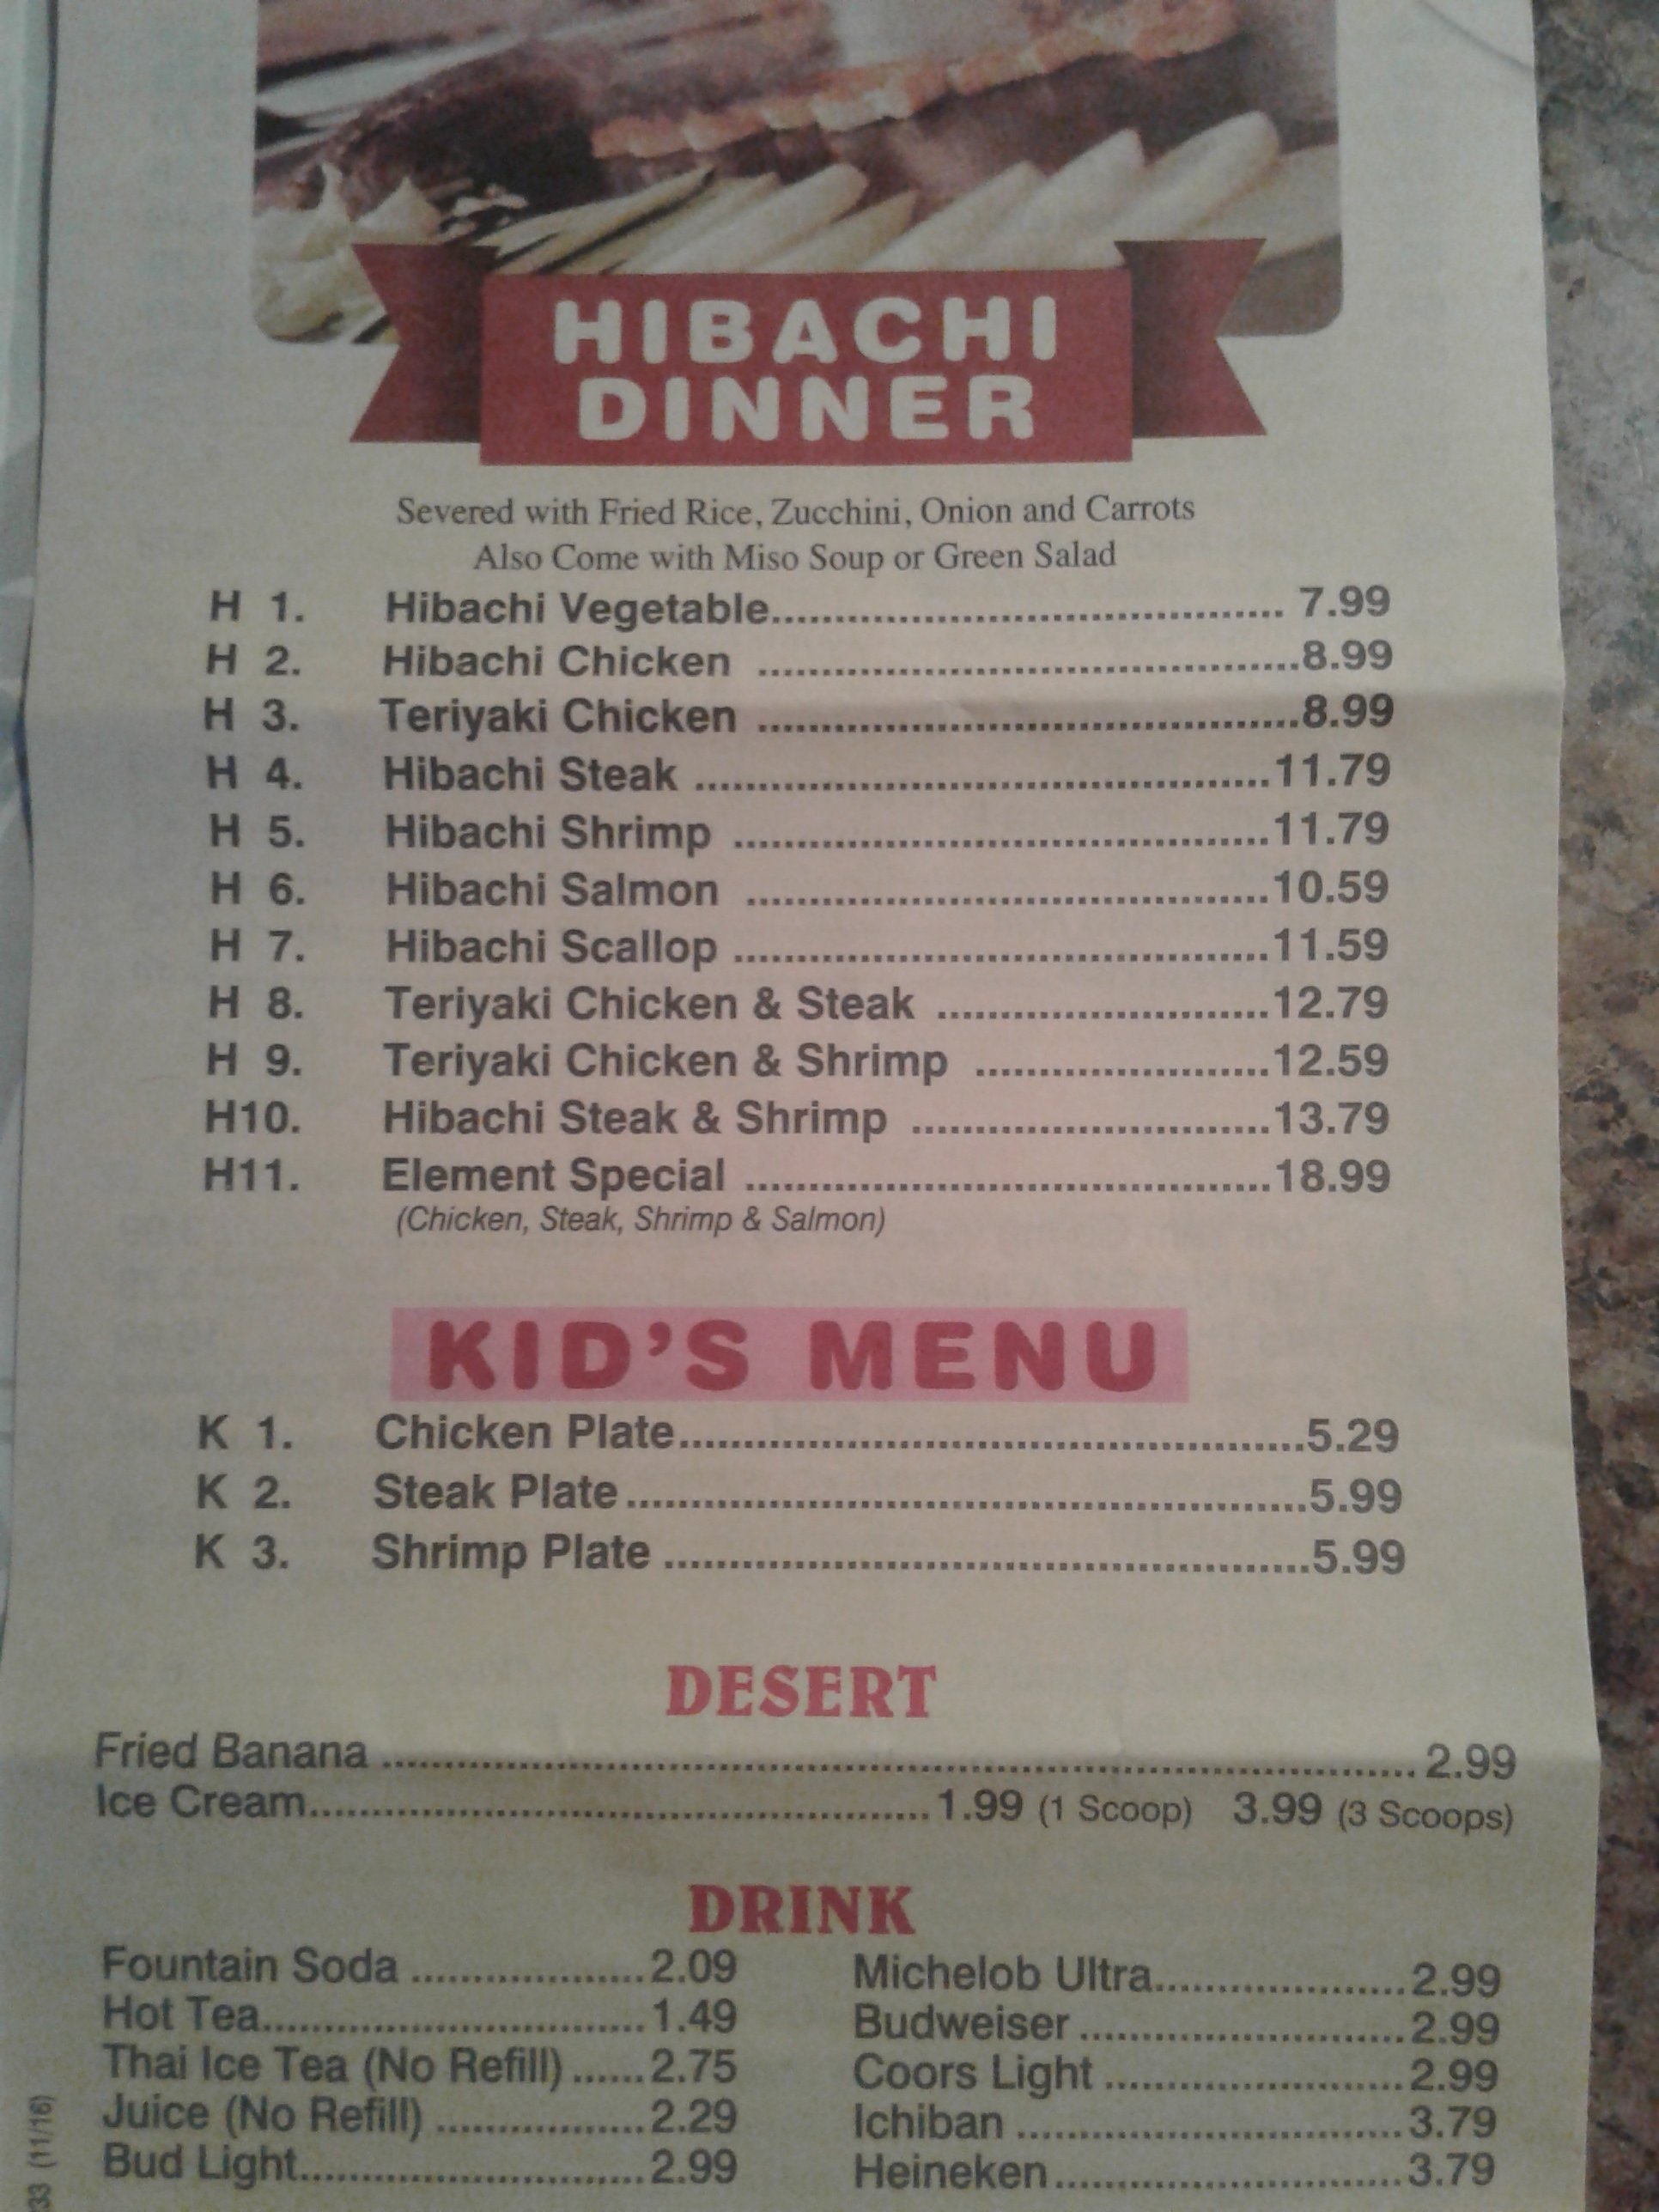 HIBACHI
DINNER
Severed with Fried Rice, Zucchini, Onion and Carrots
Also Come with Miso Soup or Green Salad
H 1. Hibachi Vegetable........................................ 7.99
H 2. Hibachi Chicken ..........................................8.99
H 3. Teriyaki Chicken ..........................................8.99
H 4. Hibachi Steak .............................................11.79
H 5. Hibachi Shrimp ..........................................11.79
H 6. Hibachi Salmon .........................................10.59
H 7. Hibachi Scallop ..........................................11.59
H 8. Teriyaki Chicken & Steak ..........................12.79
H 9. Teriyaki Chicken & Shrimp .......................12.59
H10. Hibachi Steak & Shrimp ............................13.79
H11. Element Special .........................................18.99
(Chicken, Steak, Shrimp & Salmon)
KID'S MENU
K 1. Chicken Plate.................................................5.29
K 2. Steak Plate.....................................................5.99
K 3. Shrimp Plate ..................................................5.99
DESERT
Fried Banana ................................................................................. 2.99
Ice Cream.................................................1.99 (1 Scoop) 3.99 (3 Scoops)
DRINK
Fountain Soda ...................2.09
Hot Tea...............................1.49
Thai Ice Tea (No Refill) ......2.75
Juice (No Refill) .................2.29
Bud Light............................2.99
Michelob Ultra....................2.99
Budweiser ..........................2.99
Coors Light ........................2.99
Ichiban ...............................3.79
Heineken............................3.79
33 (11/16)